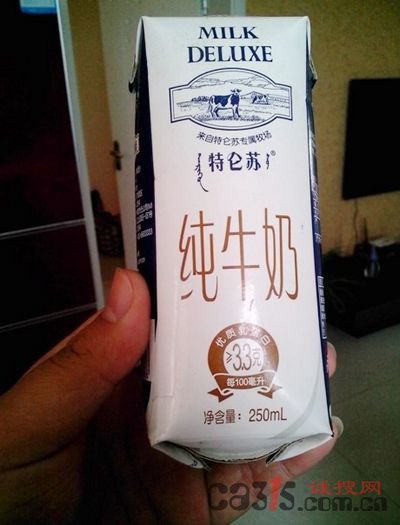 MILK
DELUXE
来自特仑苏专属牧场
特仑苏®
纯牛奶
优质乳蛋白
≥3.3克
每100毫升
净含量: 250mL
诚搜网
ca315.com.cn